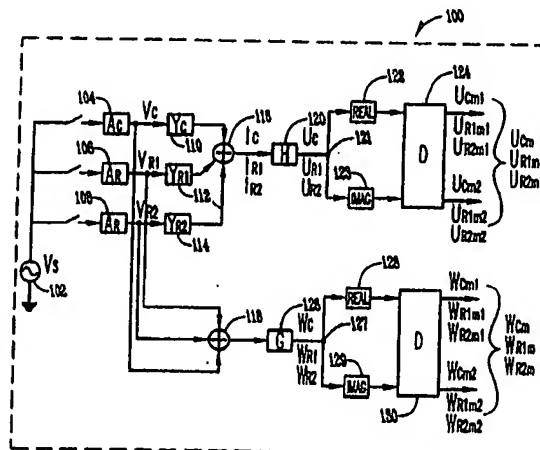 100
122
124
104
VC
116
REAL
UCm1
AC
YC
IC
120
UC
UR1m1
110
H
121
UR2m1
UCm
106
VR1
IR1
UR1
D
UR1m
AR
YR1
IR2
UR2
123
UCm2
UR2m
112
IMAG
UR1m2
108
VR2
UR2m2
AR
YR2
114
VS
102
128
130
118
126
WC
REAL
WCm1
G
127
WR1m1
WR1
WR2m1
WCm
WR2
129
D
WR1m
IMAG
WCm2
WR2m
WR1m2
WR2m2